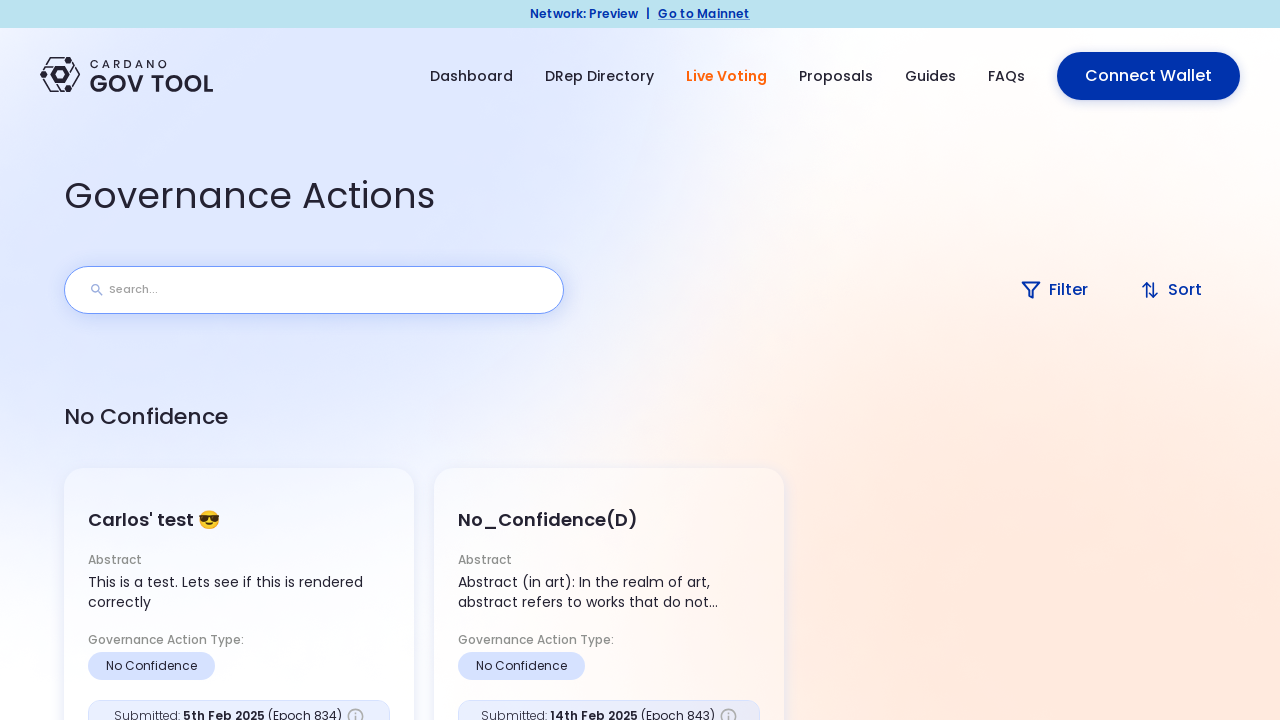 Network: Preview | Go to Mainnet
CARDANO
GOV TOOL
Dashboard DRep Directory Live Voting Proposals Guides FAQs Connect Wallet
Governance Actions
Search...
Filter Sort
No Confidence
Carlos' test 😎
Abstract
This is a test. Lets see if this is rendered
correctly
Governance Action Type:
No Confidence
Submitted: 5th Feb 2025 (Epoch 834)
No_Confidence(D)
Abstract
Abstract (in art): In the realm of art,
abstract refers to works that do not...
Governance Action Type:
No Confidence
Submitted: 14th Feb 2025 (Epoch 843)